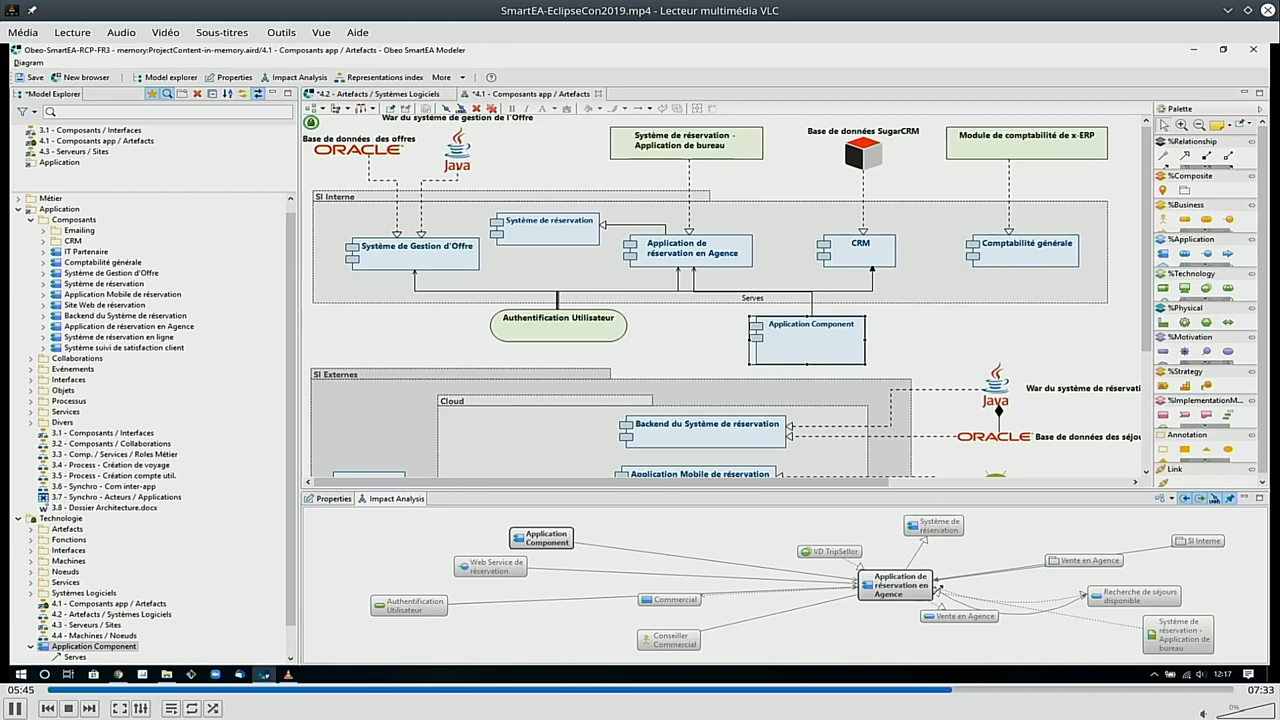 SmartEA-EclipseCon2019.mp4 - Lecteur multimédia VLC
Média Lecture Audio Vidéo Sous-titres Outils Vue Aide
Obeo-SmartEA-RCP-FR3 - memory:ProjectContent-in-memory.aird/4.1 - Composants app / Artefacts - Obeo SmartEA Modeler
Diagram
Save New browser Model explorer Properties Impact Analysis Representations index More
*Model Explorer
3.1 - Composants / Interfaces
4.1 - Composants app / Artefacts
4.3 - Serveurs / Sites
Application
Métier
Application
Composants
Emailing
CRM
IT Partenaire
Comptabilité générale
Système de Gestion d'Offre
Système de réservation
Application Mobile de réservation
Site Web de réservation
Backend du Système de réservation
Application de réservation en Agence
Système de réservation en ligne
Système suivi de satisfaction client
Collaborations
Evénements
Interfaces
Objets
Processus
Services
Divers
3.1 - Composants / Interfaces
3.2 - Composants / Collaborations
3.3 - Comp. / Services / Roles Métier
3.4 - Process - Création de voyage
3.5 - Process - Création compte util.
3.6 - Synchro - Com inter-app
3.7 - Synchro - Acteurs / Applications
3.8 - Dossier Architecture.docx
Technologie
Artefacts
Fonctions
Interfaces
Machines
Noeuds
Services
Systèmes Logiciels
4.1 - Composants app / Artefacts
4.2 - Artefacts / Systèmes Logiciels
4.3 - Serveurs / Sites
4.4 - Machines / Noeuds
Application Component
Serves
*4.2 - Artefacts / Systèmes Logiciels
*4.1 - Composants app / Artefacts
War du système de gestion de l'Offre
Base de données des offres
ORACLE
Java
Système de réservation -
Application de bureau
Base de données SugarCRM
Module de comptabilité de x-ERP
SI Interne
Système de Gestion d'Offre
Système de réservation
Application de
réservation en Agence
CRM
Comptabilité générale
Serves
Authentification Utilisateur
Application Component
SI Externes
Cloud
Backend du Système de réservation
Application Mobile de réservation
Java
War du système de réservati
ORACLE
Base de données des séjou
Palette
%Relationship
%Composite
%Business
%Application
%Technology
%Physical
%Motivation
%Strategy
%ImplementationM...
Annotation
Link
Properties
Impact Analysis
Application
Component
Web Service de
réservation
Authentification
Utilisateur
Commercial
Conseiller
Commercial
VD TripSellor
Système de
réservation
Application de
réservation en
Agence
Vente en Agence
Vente en Agence
SI Interne
Recherche de séjours
disponible
Système de
réservation -
Application de
bureau
12:17
05:45
07:33
0%